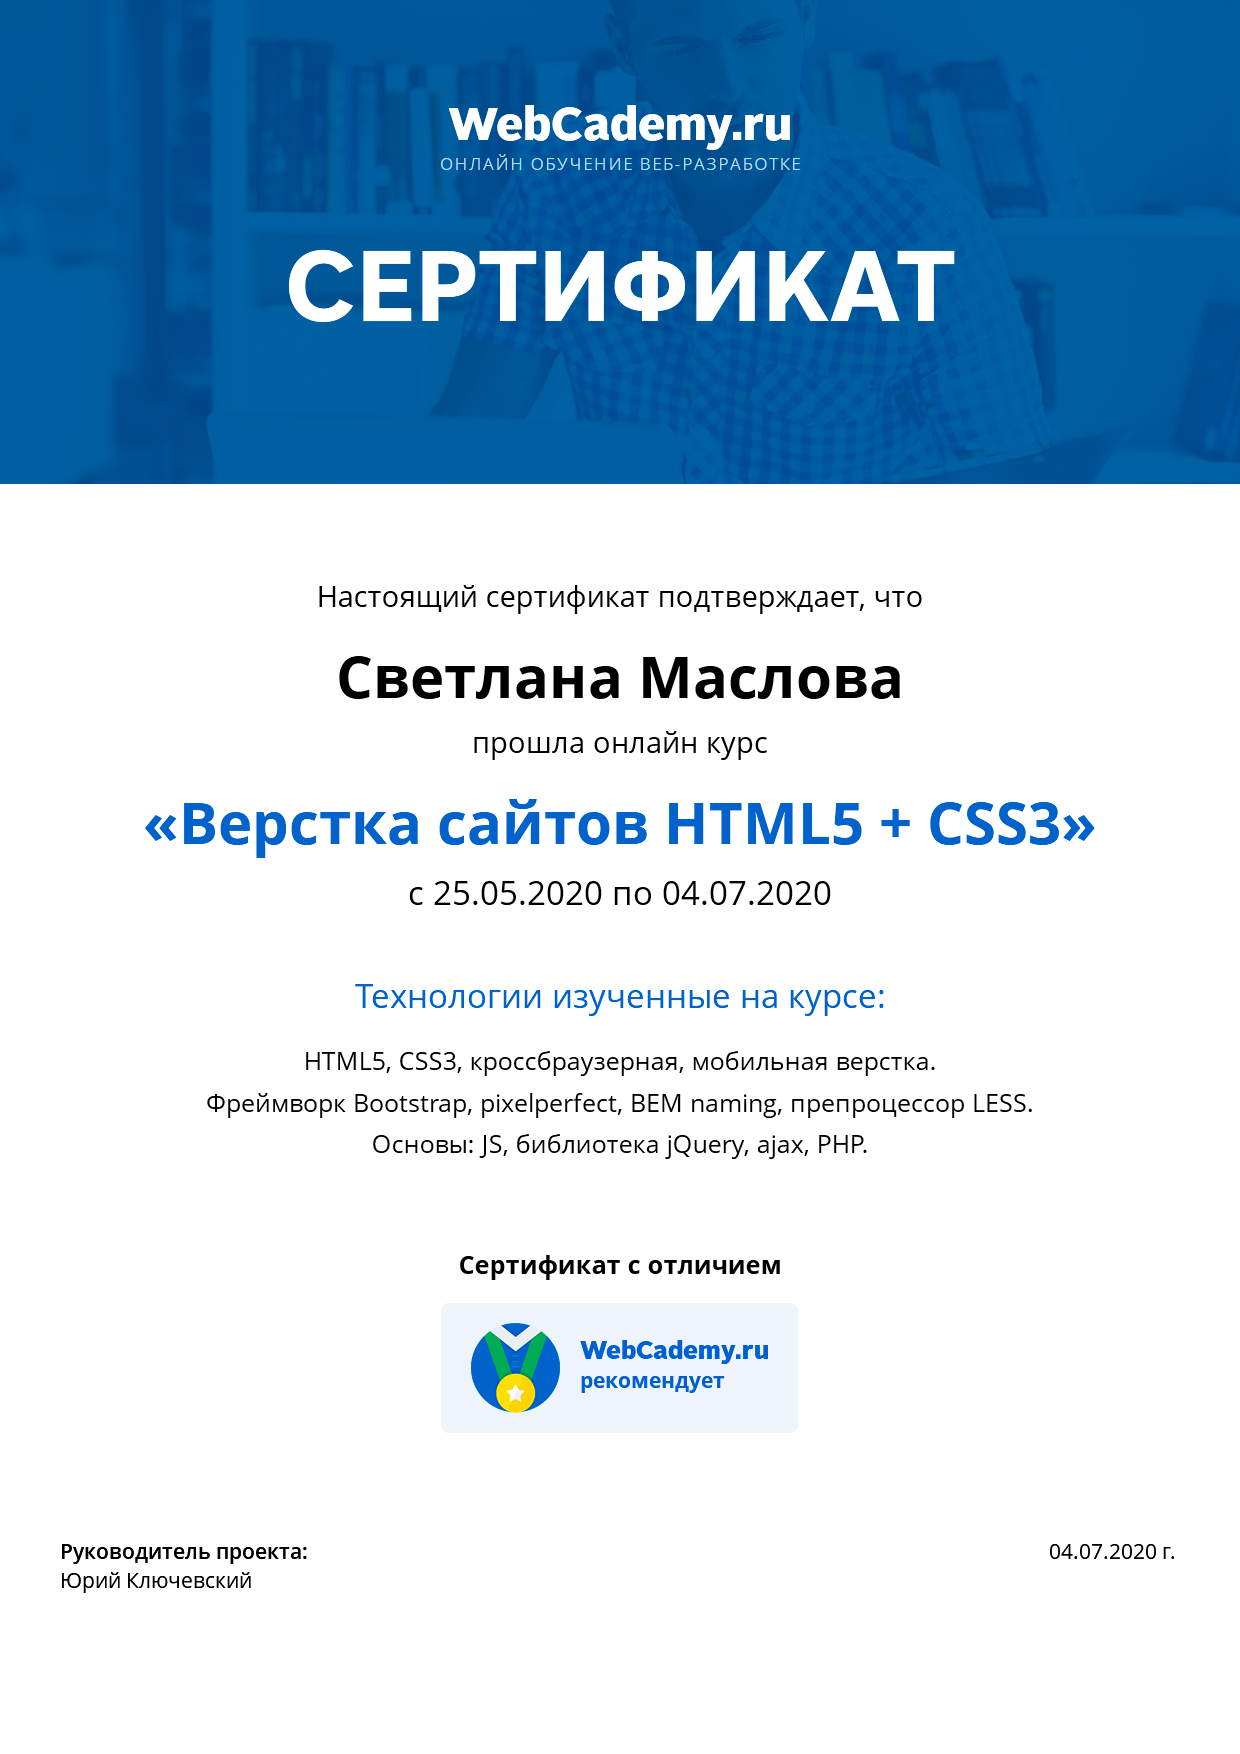 WebCademy.ru
ОНЛАЙН ОБУЧЕНИЕ ВЕБ-РАЗРАБОТКЕ
СЕРТИФИКАТ
Настоящий сертификат подтверждает, что
Светлана Маслова
прошла онлайн курс
«Верстка сайтов HTML5 + CSS3»
с 25.05.2020 по 04.07.2020
Технологии изученные на курсе:
HTML5, CSS3, кроссбраузерная, мобильная верстка.
Фреймворк Bootstrap, pixelperfect, BEM naming, препроцессор LESS.
Основы: JS, библиотека jQuery, ajax, PHP.
Сертификат с отличием
WebCademy.ru
рекомендует
Руководитель проекта:
Юрий Ключевский
04.07.2020 г.